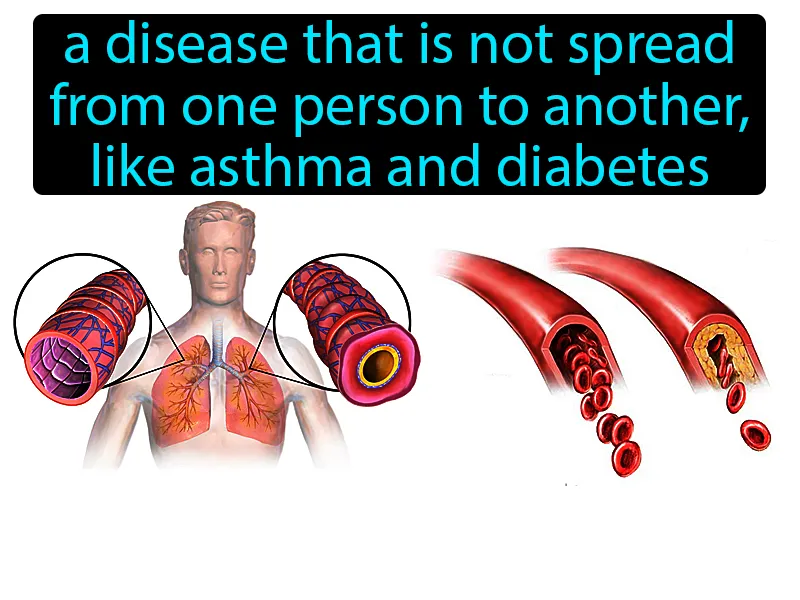 a disease that is not spread
from one person to another,
like asthma and diabetes